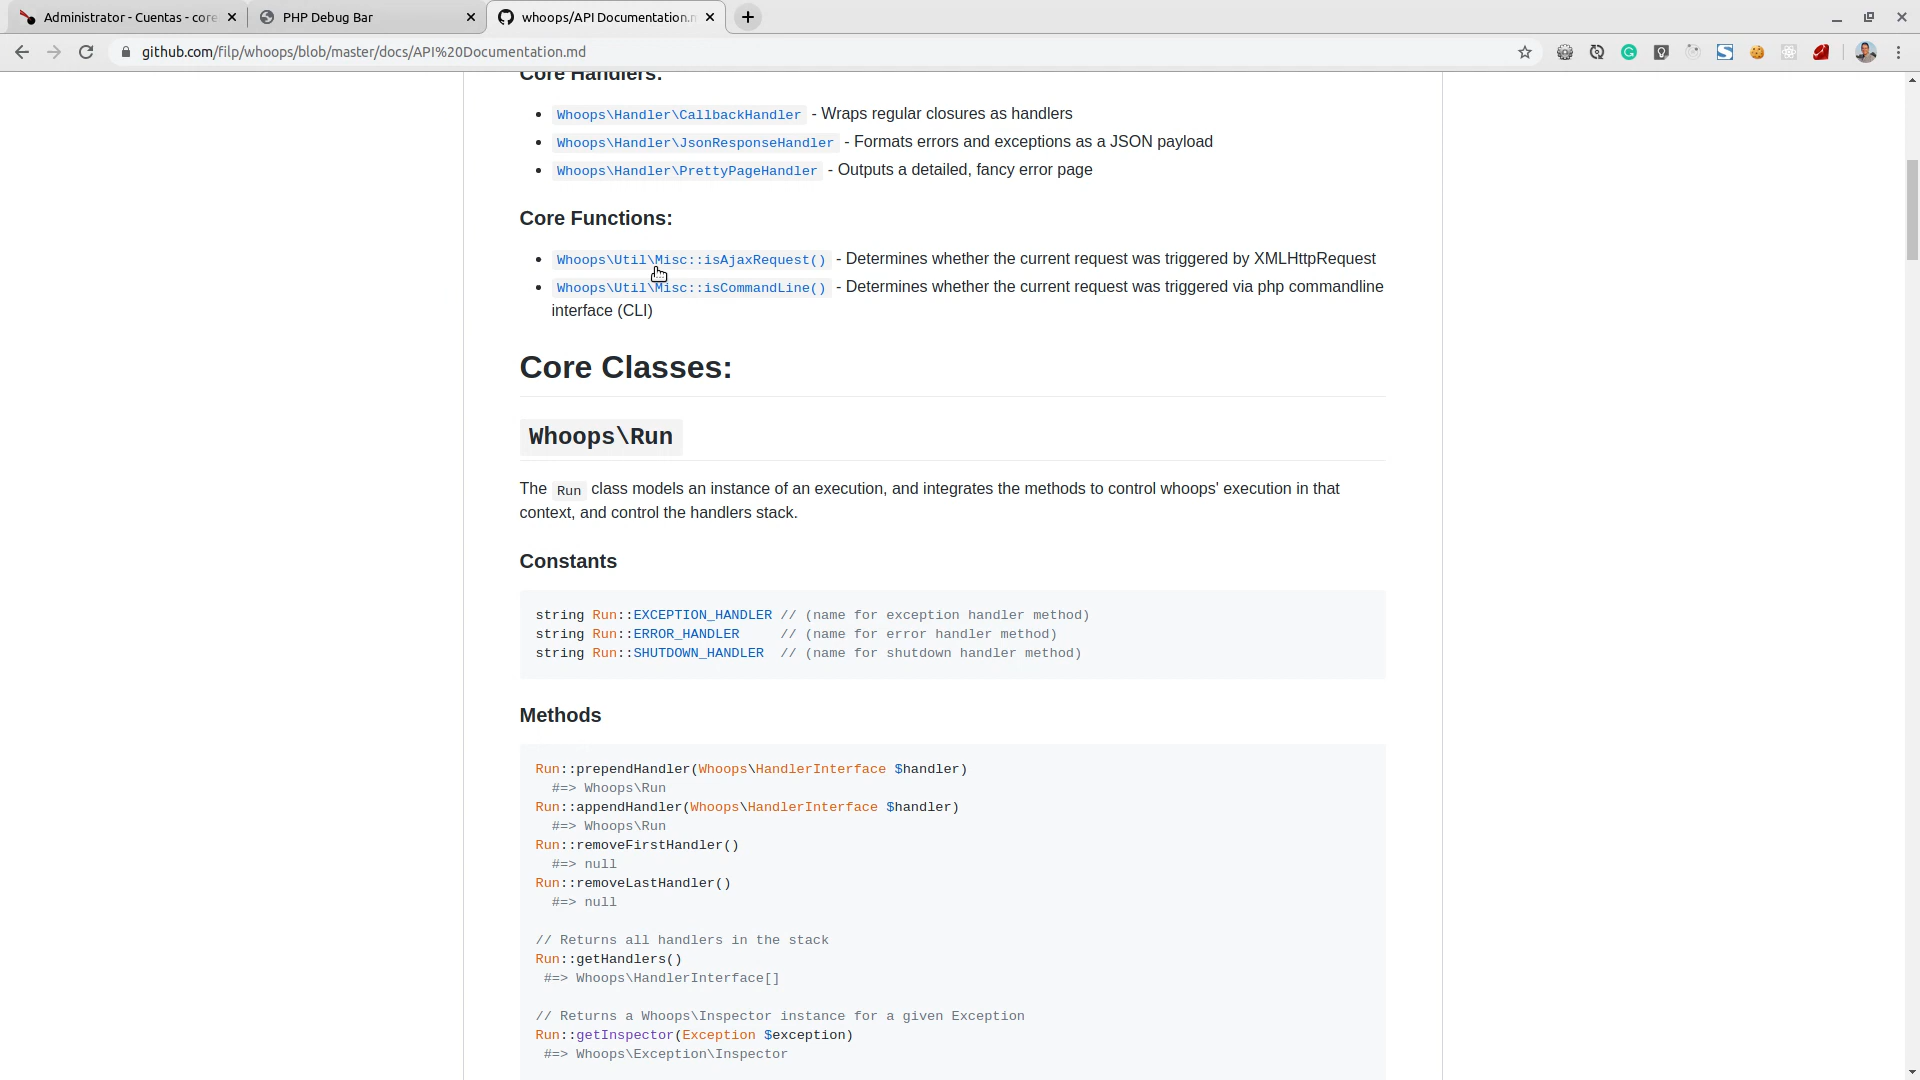 Administrator - Cuentas - core
PHP Debug Bar
whoops/API Documentation.m
github.com/filp/whoops/blob/master/docs/API%20Documentation.md
Core Handlers:
Whoops\Handler\CallbackHandler - Wraps regular closures as handlers
Whoops\Handler\JsonResponseHandler - Formats errors and exceptions as a JSON payload
Whoops\Handler\PrettyPageHandler - Outputs a detailed, fancy error page
Core Functions:
Whoops\Util\Misc::isAjaxRequest() - Determines whether the current request was triggered by XMLHttpRequest
Whoops\Util\Misc::isCommandLine() - Determines whether the current request was triggered via php commandline
interface (CLI)
Core Classes:
Whoops\Run
The Run class models an instance of an execution, and integrates the methods to control whoops' execution in that
context, and control the handlers stack.
Constants
string Run::EXCEPTION_HANDLER // (name for exception handler method)
string Run::ERROR_HANDLER     // (name for error handler method)
string Run::SHUTDOWN_HANDLER  // (name for shutdown handler method)
Methods
Run::prependHandler(Whoops\HandlerInterface $handler)
  #=> Whoops\Run
Run::appendHandler(Whoops\HandlerInterface $handler)
  #=> Whoops\Run
Run::removeFirstHandler()
  #=> null
Run::removeLastHandler()
  #=> null
// Returns all handlers in the stack
Run::getHandlers()
 #=> Whoops\HandlerInterface[]
// Returns a Whoops\Inspector instance for a given Exception
Run::getInspector(Exception $exception)
 #=> Whoops\Exception\Inspector